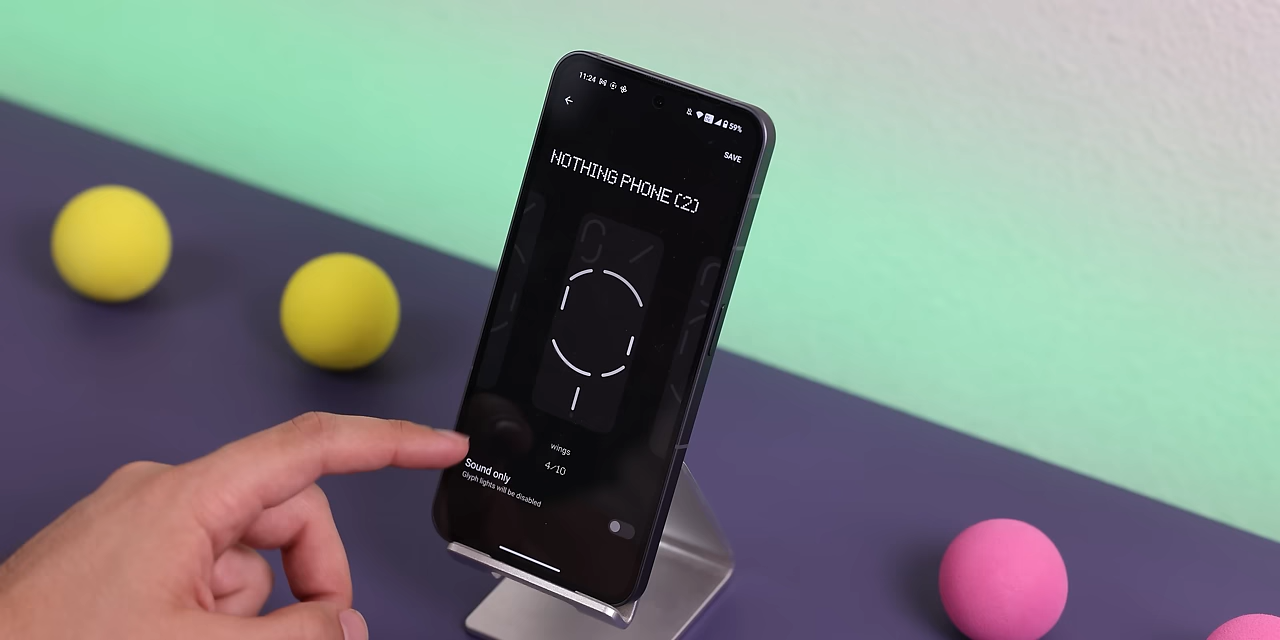 11:24
59%
SAVE
NOTHING PHONE (2)
wings
4/10
Sound only
Glyph lights will be disabled